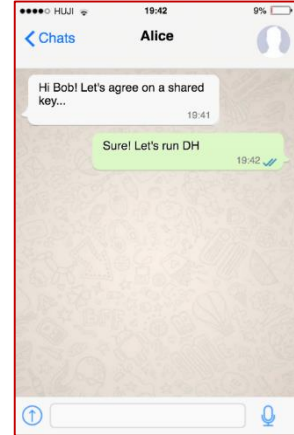 HUJI 19:42 9%
Chats Alice
Hi Bob! Let's agree on a shared
key...
19:41
Sure! Let's run DH
19:42